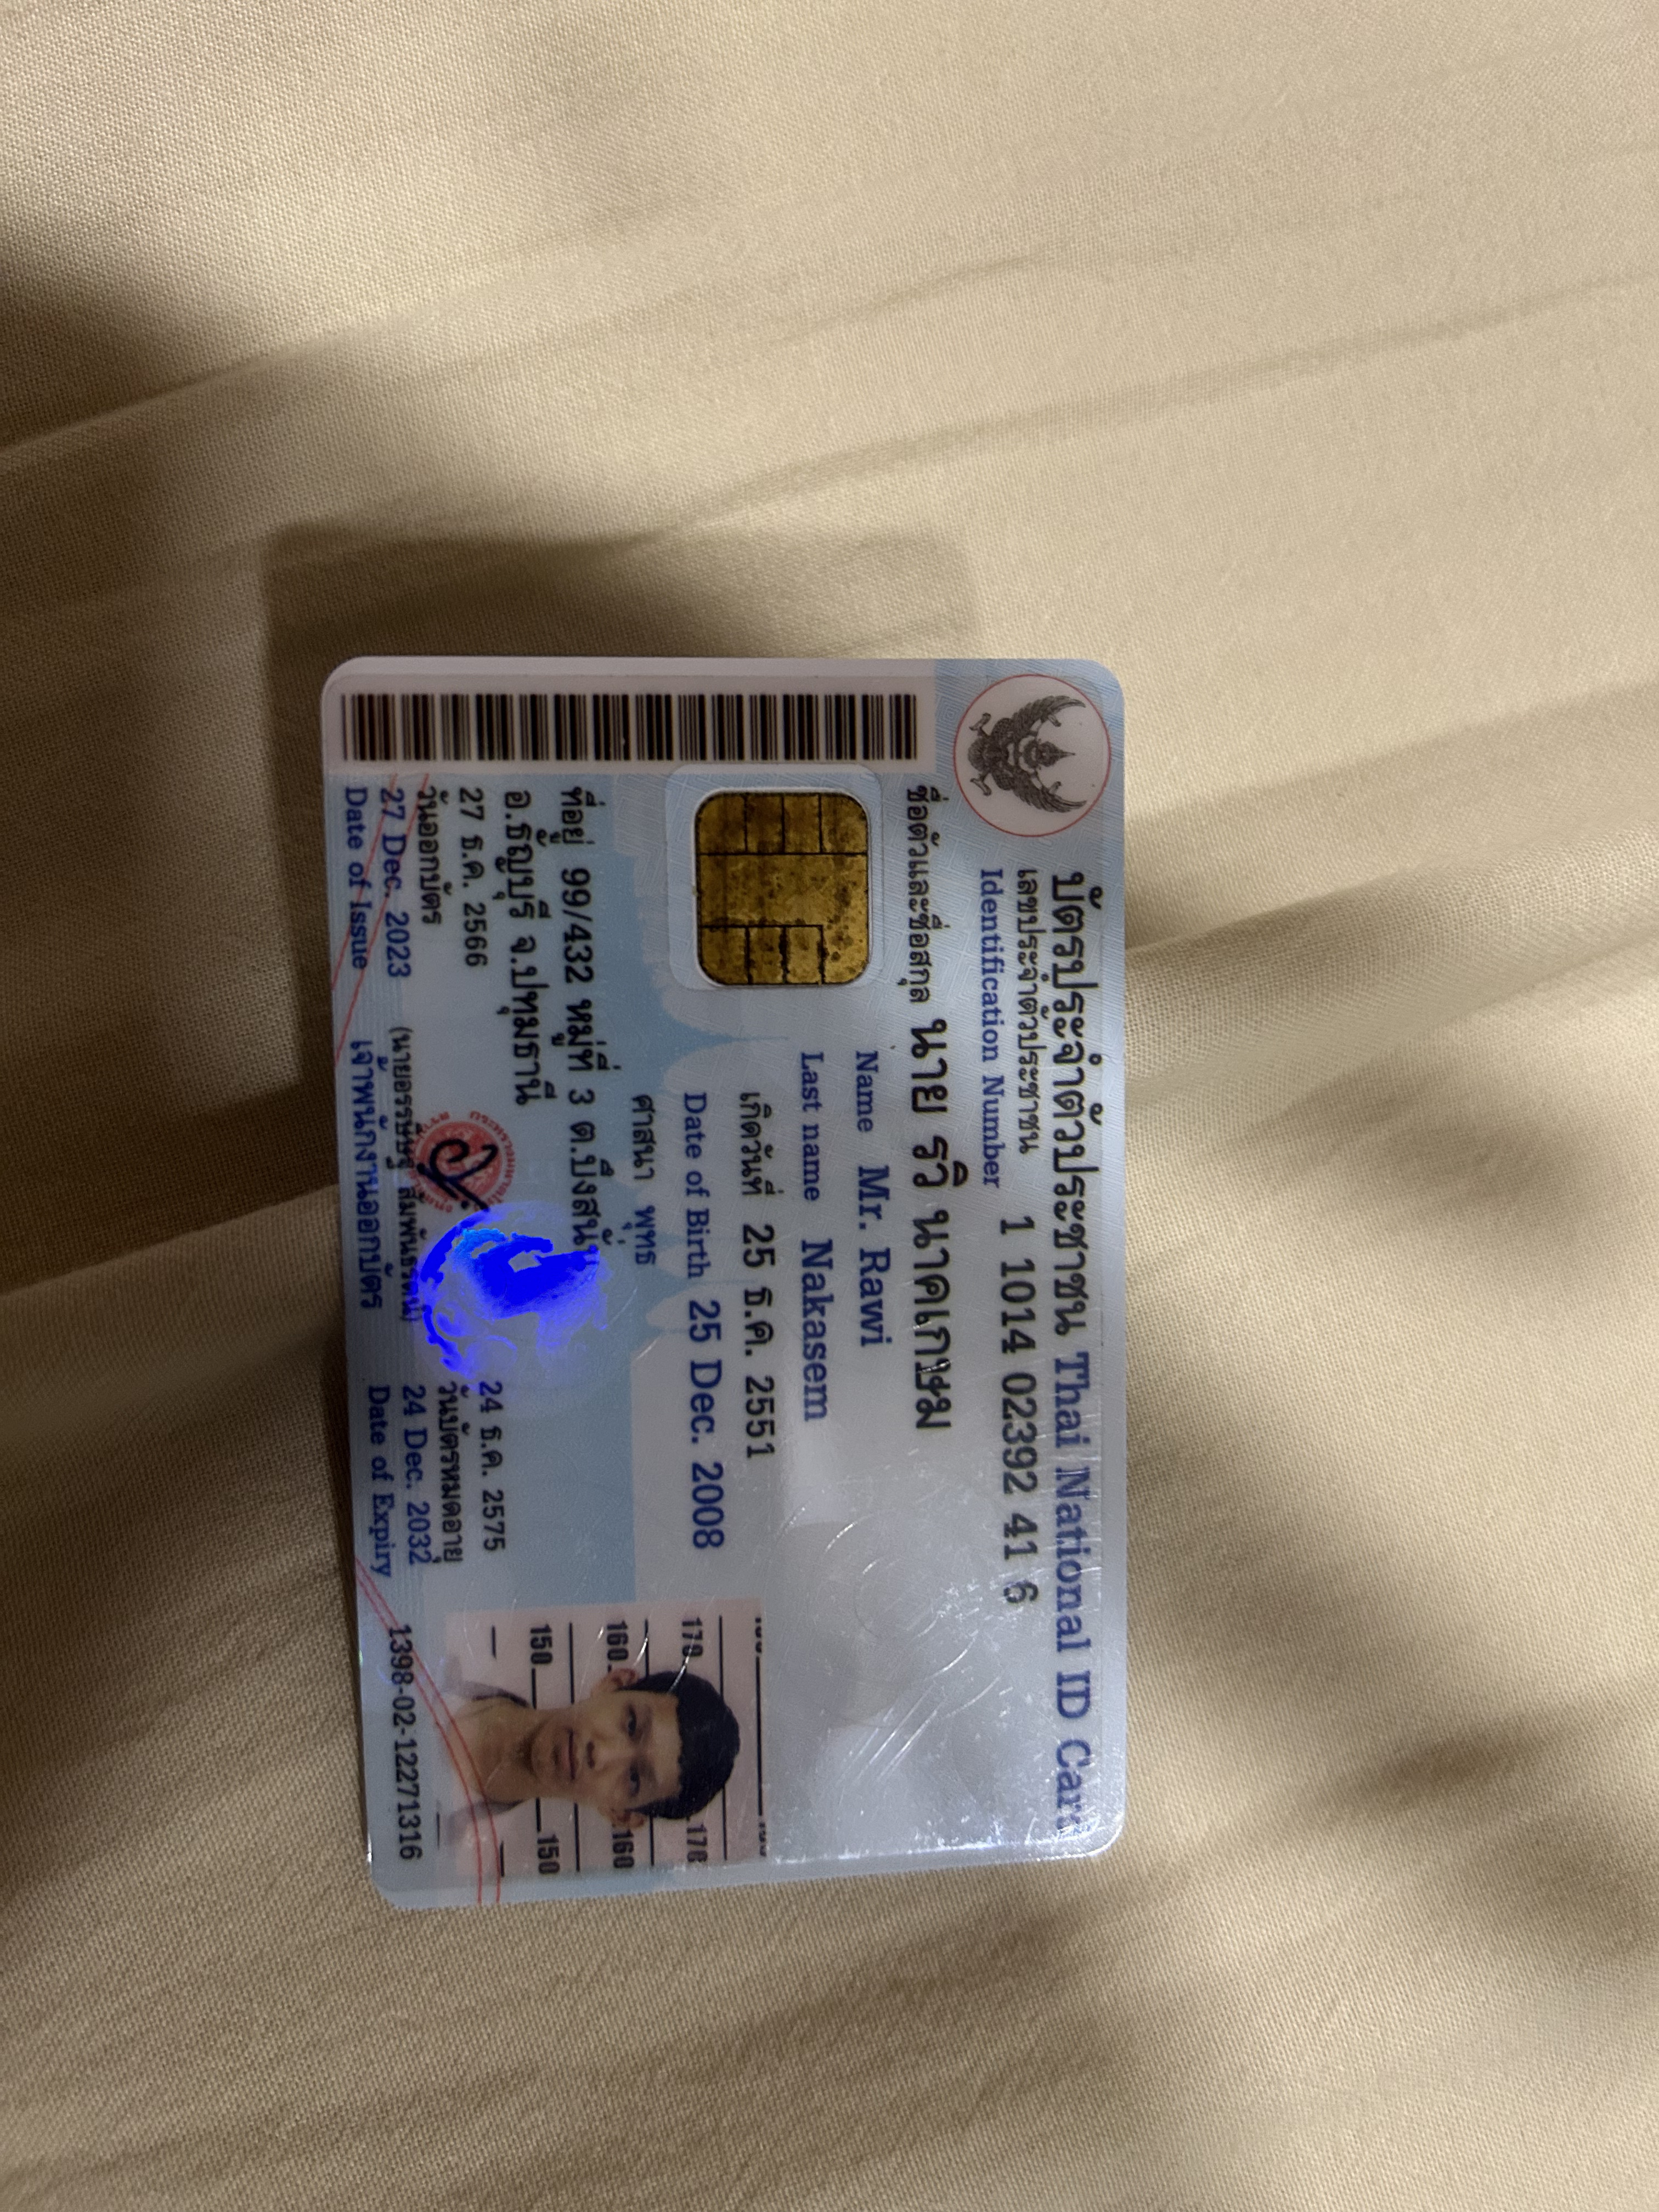 บัตรประจำตัวประชาชน Thai National ID Card
เลขประจำตัวประชาชน 1 1014 02392 41 6
Identification Number
ชื่อตัวและชื่อสกุล นาย รวิ นาคเกษม
Name Mr. Rawi
Last name Nakasem
เกิดวันที่ 25 ธ.ค. 2551
Date of Birth 25 Dec. 2008
ศาสนา พุทธ
ที่อยู่ 99/432 หมู่ที่ 3 ต.บึงสนั่น
อ.ธัญบุรี จ.ปทุมธานี
27 ธ.ค. 2566
วันออกบัตร
27 Dec. 2023
Date of Issue
เจ้าพนักงานออกบัตร
24 ธ.ค. 2575
วันบัตรหมดอายุ
24 Dec. 2032
Date of Expiry
170 170
160 160
150 150
1398-02-12271316